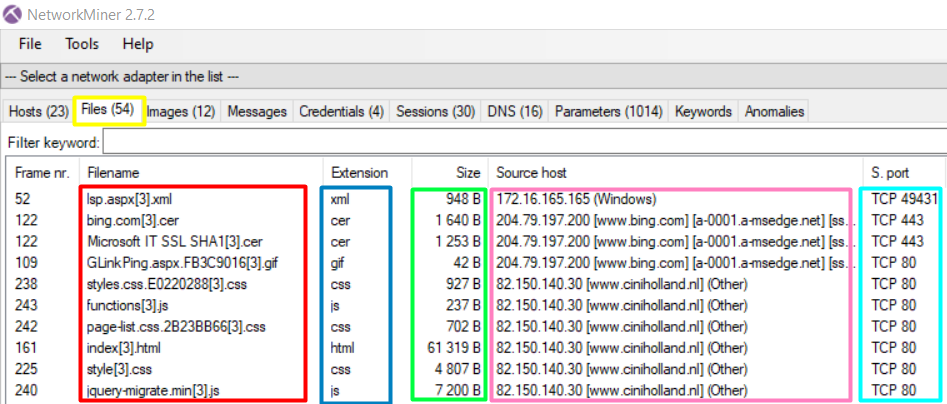 NetworkMiner 2.7.2
File Tools Help
--- Select a network adapter in the list ---
Hosts (23) Files (54) Images (12) Messages Credentials (4) Sessions (30) DNS (16) Parameters (1014) Keywords Anomalies
Filter keyword:
Frame nr. Filename Extension Size Source host S. port
52 lsp.aspx[3].xml xml 948 B 172.16.165.165 (Windows) TCP 49431
122 bing.com[3].cer cer 1 640 B 204.79.197.200 [www.bing.com] [a-0001.a-msedge.net] [ss... TCP 443
122 Microsoft IT SSL SHA1[3].cer cer 1 253 B 204.79.197.200 [www.bing.com] [a-0001.a-msedge.net] [ss... TCP 443
109 GLinkPing.aspx.FB3C9016[3].gif gif 42 B 204.79.197.200 [www.bing.com] [a-0001.a-msedge.net] [ss... TCP 80
238 styles.css.E0220288[3].css css 927 B 82.150.140.30 [www.ciniholland.nl] (Other) TCP 80
243 functions[3].js js 237 B 82.150.140.30 [www.ciniholland.nl] (Other) TCP 80
242 page-list.css.2B23BB66[3].css css 702 B 82.150.140.30 [www.ciniholland.nl] (Other) TCP 80
161 index[3].html html 61 319 B 82.150.140.30 [www.ciniholland.nl] (Other) TCP 80
225 style[3].css css 4 807 B 82.150.140.30 [www.ciniholland.nl] (Other) TCP 80
240 jquery-migrate.min[3].js js 7 200 B 82.150.140.30 [www.ciniholland.nl] (Other) TCP 80